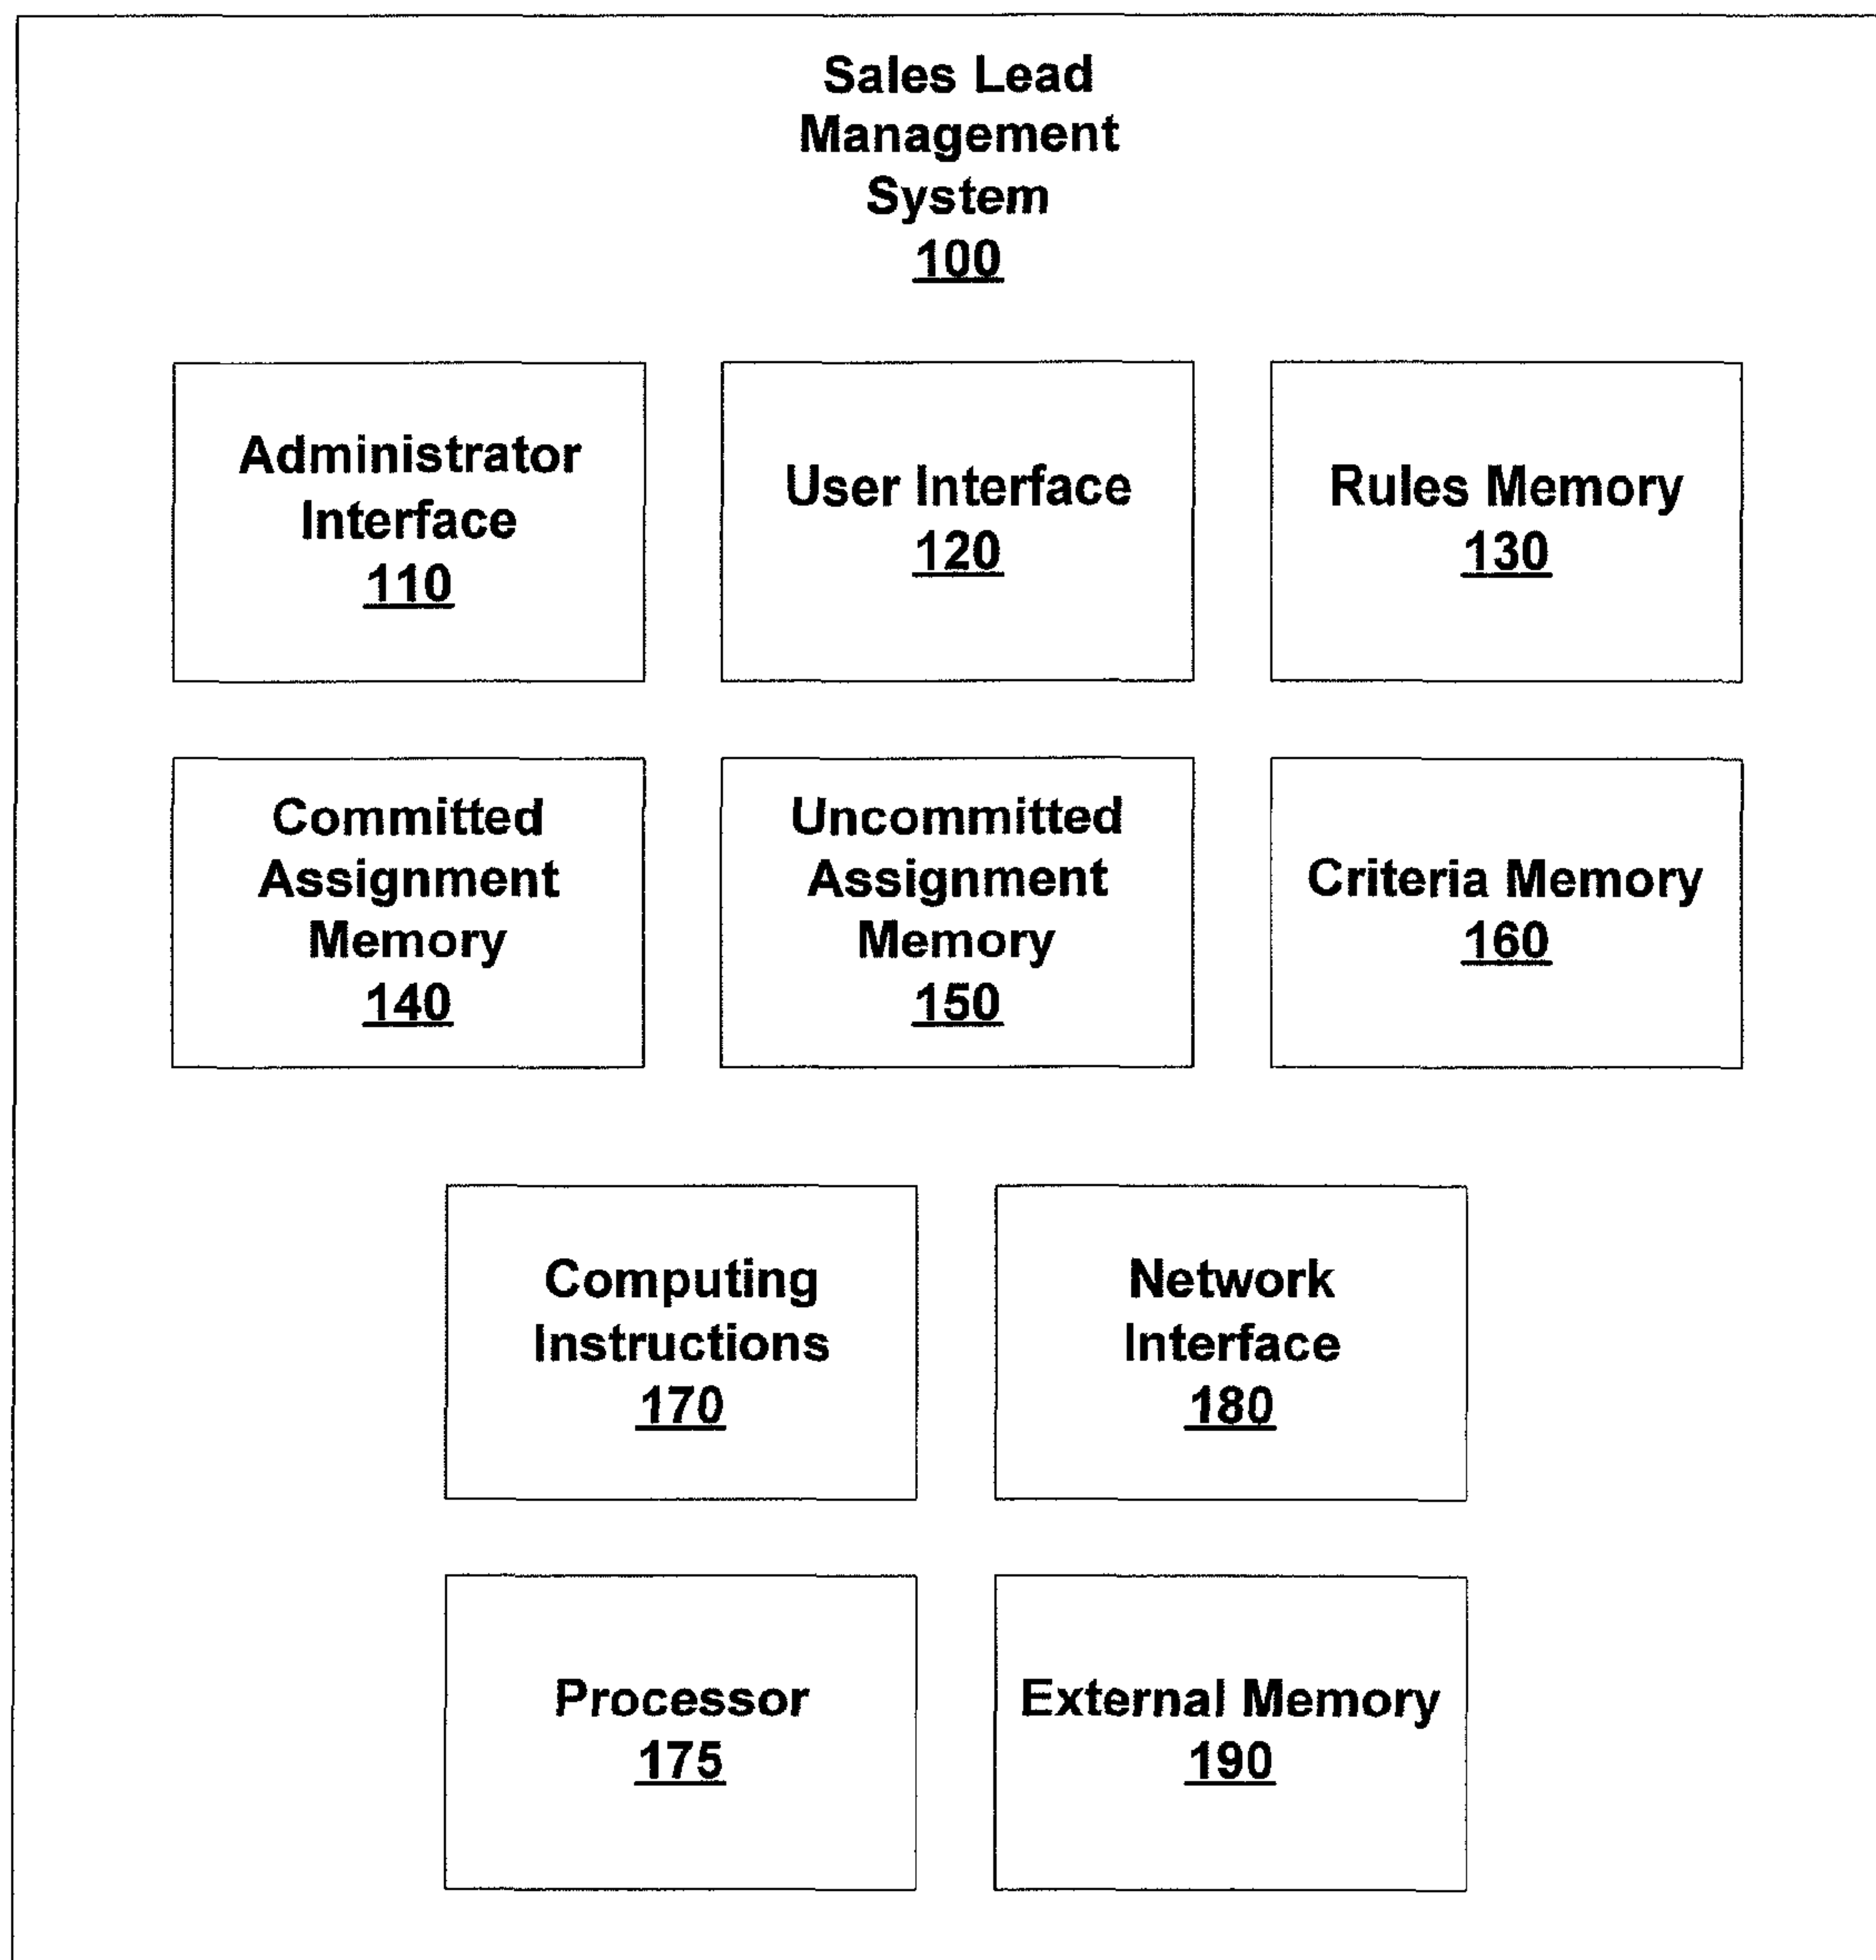 Sales Lead
Management
System
100
Administrator
Interface
110
User Interface
120
Rules Memory
130
Committed
Assignment
Memory
140
Uncommitted
Assignment
Memory
150
Criteria Memory
160
Computing
Instructions
170
Network
Interface
180
Processor
175
External Memory
190